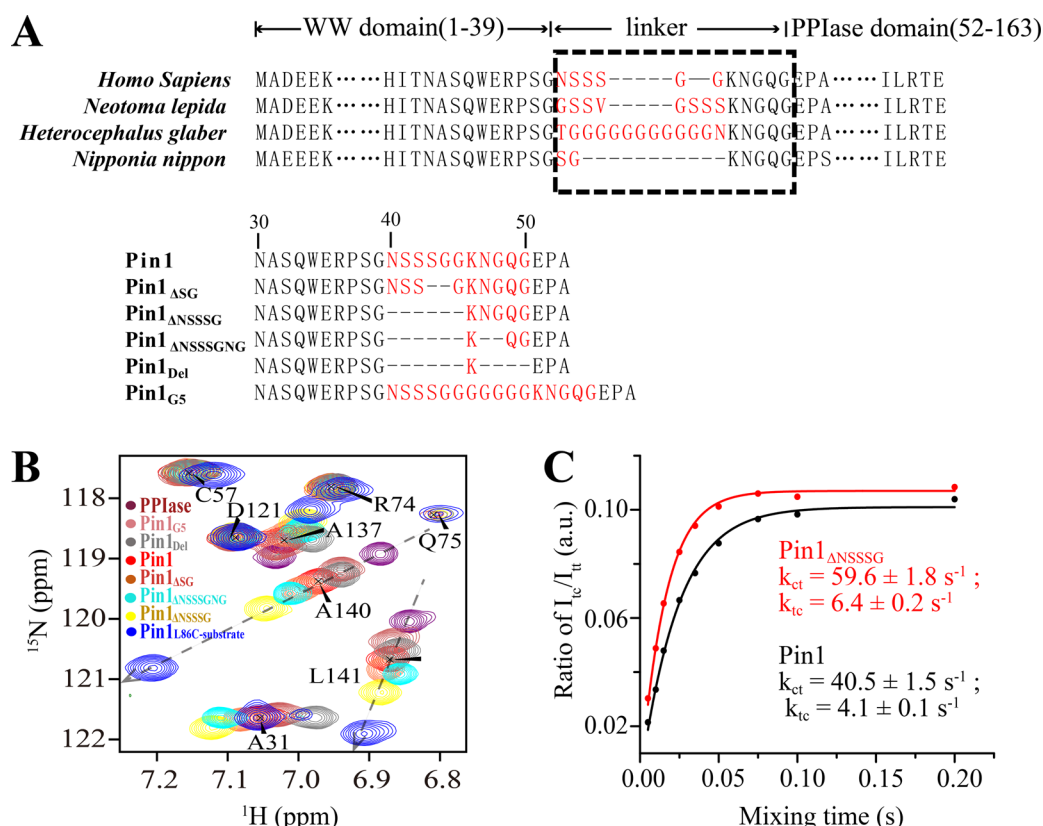 A
WW domain(1-39) linker PPIase domain(52-163)
Homo Sapiens MADEEK······HITNASQWERPSGNSSS-----G--GKNGQGEPA······ILRTE
Neotoma lepida MADEEK······HITNASQWERPSGGSSV-----GSSSKNGQGEPA······ILRTE
Heterocephalus glaber MADEEK······HITNASQWERPSGTGGGGGGGGGGGNKNGQGEPA······ILRTE
Nipponia nippon MAEEEK······HITNASQWERPSGSG-----------KNGQGEPS······ILRTE
30 40 50
Pin1 NASQWERPSGNSSSGGKNGQGEPA
Pin1ΔSG NASQWERPSGNSS--GKNGQGEPA
Pin1ΔNSSSG NASQWERPSG------KNGQGEPA
Pin1ΔNSSSGNG NASQWERPSG------K--QGEPA
Pin1Del NASQWERPSG------K----EPA
Pin1G5 NASQWERPSGNSSSGGGGGGGKNGQGEPA
B
118
119
120
121
122
15N (ppm)
7.2 7.1 7.0 6.9 6.8
1H (ppm)
PPIase
Pin1G5
Pin1Del
Pin1
Pin1ΔSG
Pin1ΔNSSSGNG
Pin1ΔNSSSG
Pin1L86C-substrate
C57
D121
R74
A137
Q75
A140
L141
A31
C
0.10
0.06
0.02
Ratio of Itc/Itt (a.u.)
Pin1ΔNSSSG
kct = 59.6 ± 1.8 s-1 ;
ktc = 6.4 ± 0.2 s-1
Pin1
kct = 40.5 ± 1.5 s-1 ;
ktc = 4.1 ± 0.1 s-1
0.00 0.05 0.10 0.15 0.20
Mixing time (s)